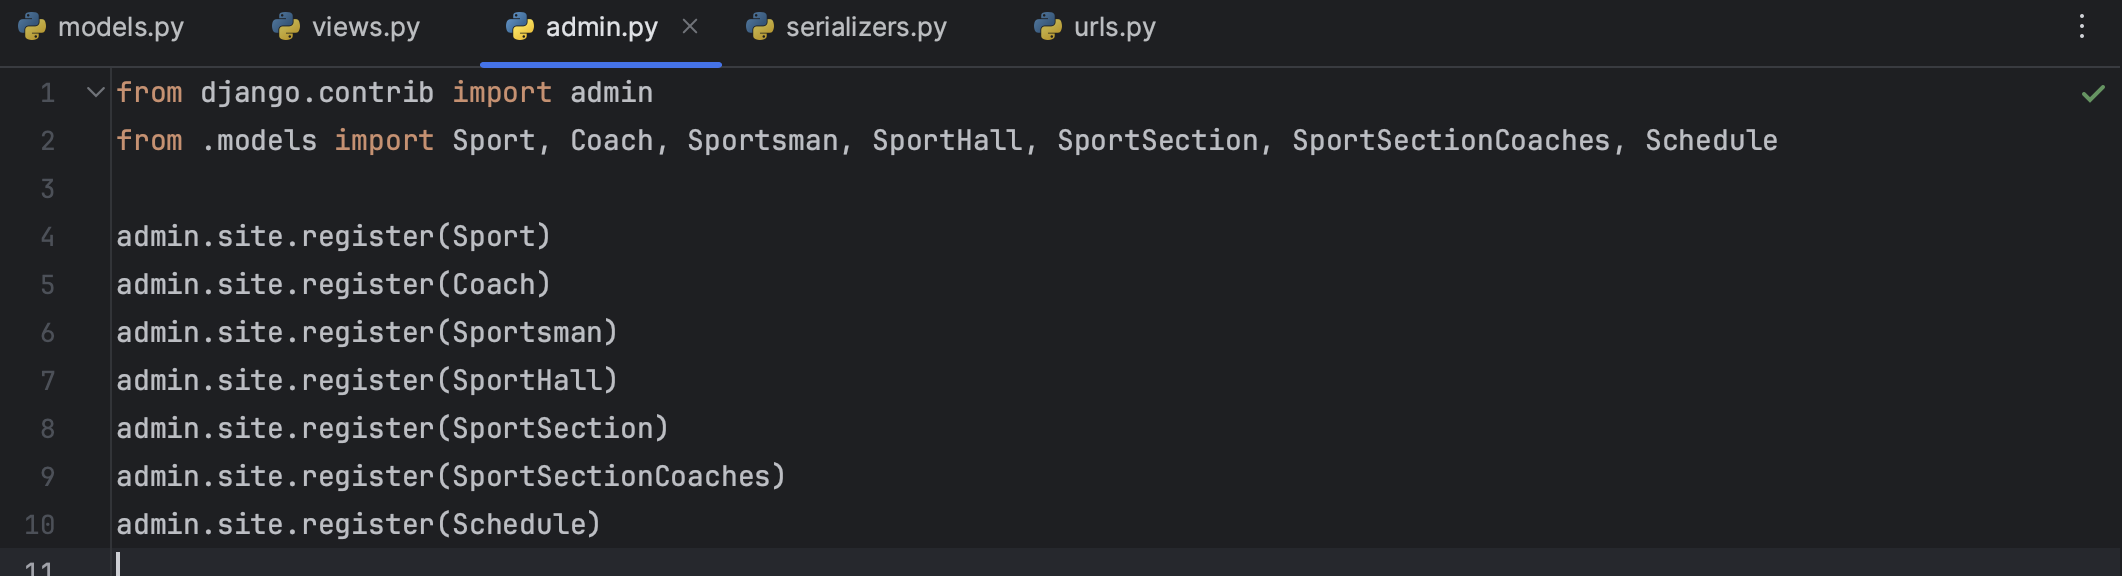 models.py views.py admin.py serializers.py urls.py
1 from django.contrib import admin
2 from .models import Sport, Coach, Sportsman, SportHall, SportSection, SportSectionCoaches, Schedule
3
4 admin.site.register(Sport)
5 admin.site.register(Coach)
6 admin.site.register(Sportsman)
7 admin.site.register(SportHall)
8 admin.site.register(SportSection)
9 admin.site.register(SportSectionCoaches)
10 admin.site.register(Schedule)
11